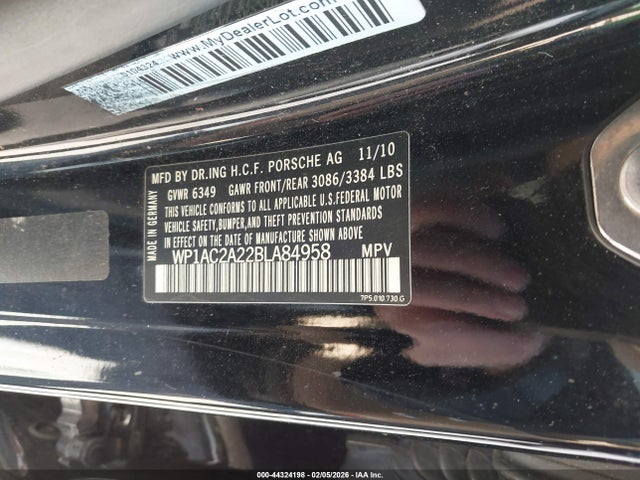 www.MyDealerLot.com
MFD BY DR.ING H.C.F. PORSCHE AG 11/10
GVWR 6349 GAWR FRONT/REAR 3086/3384 LBS
THIS VEHICLE CONFORMS TO ALL APPLICABLE U.S.FEDERAL MOTOR
VEHICLE SAFETY,BUMPER,AND THEFT PREVENTION STANDARDS
IN EFFECT ON THE DATE OF MANUFACTURE SHOWN ABOVE
WP1AC2A22BLA84958 MPV
MADE IN GERMANY
7P5.010.730 G
000-44324198 - 02/05/2026 - IAA Inc.